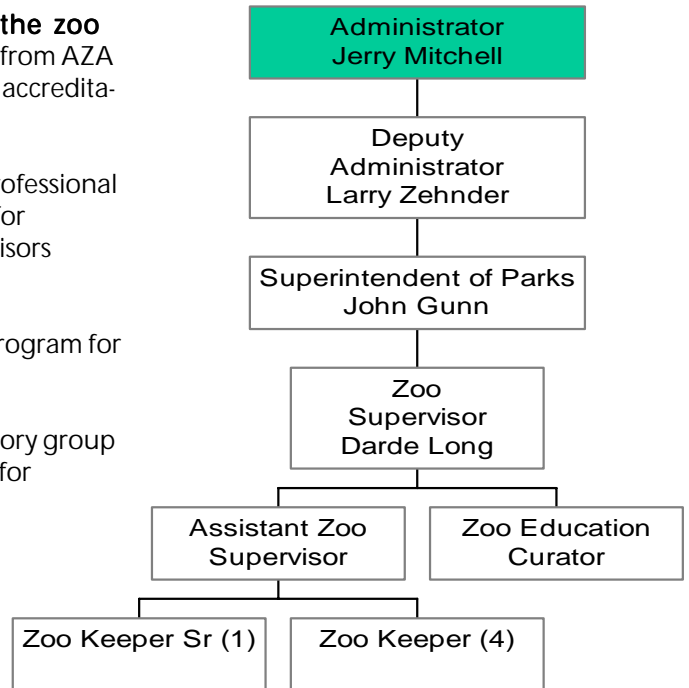 the zoo
from AZA
accredita-
rofessional
for
isors
rogram for
ory group
for
Administrator
Jerry Mitchell
Deputy
Administrator
Larry Zehnder
Superintendent of Parks
John Gunn
Zoo
Supervisor
Darde Long
Assistant Zoo
Supervisor
Zoo Education
Curator
Zoo Keeper Sr (1)
Zoo Keeper (4)